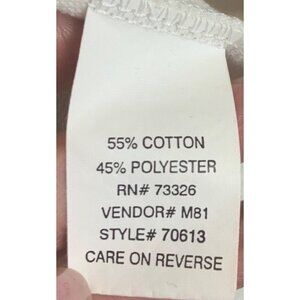 55% COTTON
45% POLYESTER
RN# 73326
VENDOR# M81
STYLE# 70613
CARE ON REVERSE